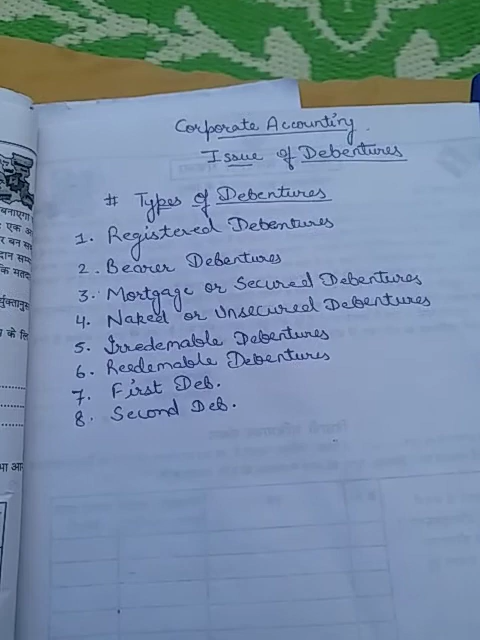 Corporate Accounting.
Issue of Debentures
# Types of Debentures
1. Registered Debentures
2. Bearer Debentures
3. Mortgage or Secured Debentures
4. Naked or Unsecured Debentures
5. Irredemable Debentures
6. Reedemable Debentures
7. First Deb.
8. Second Deb.